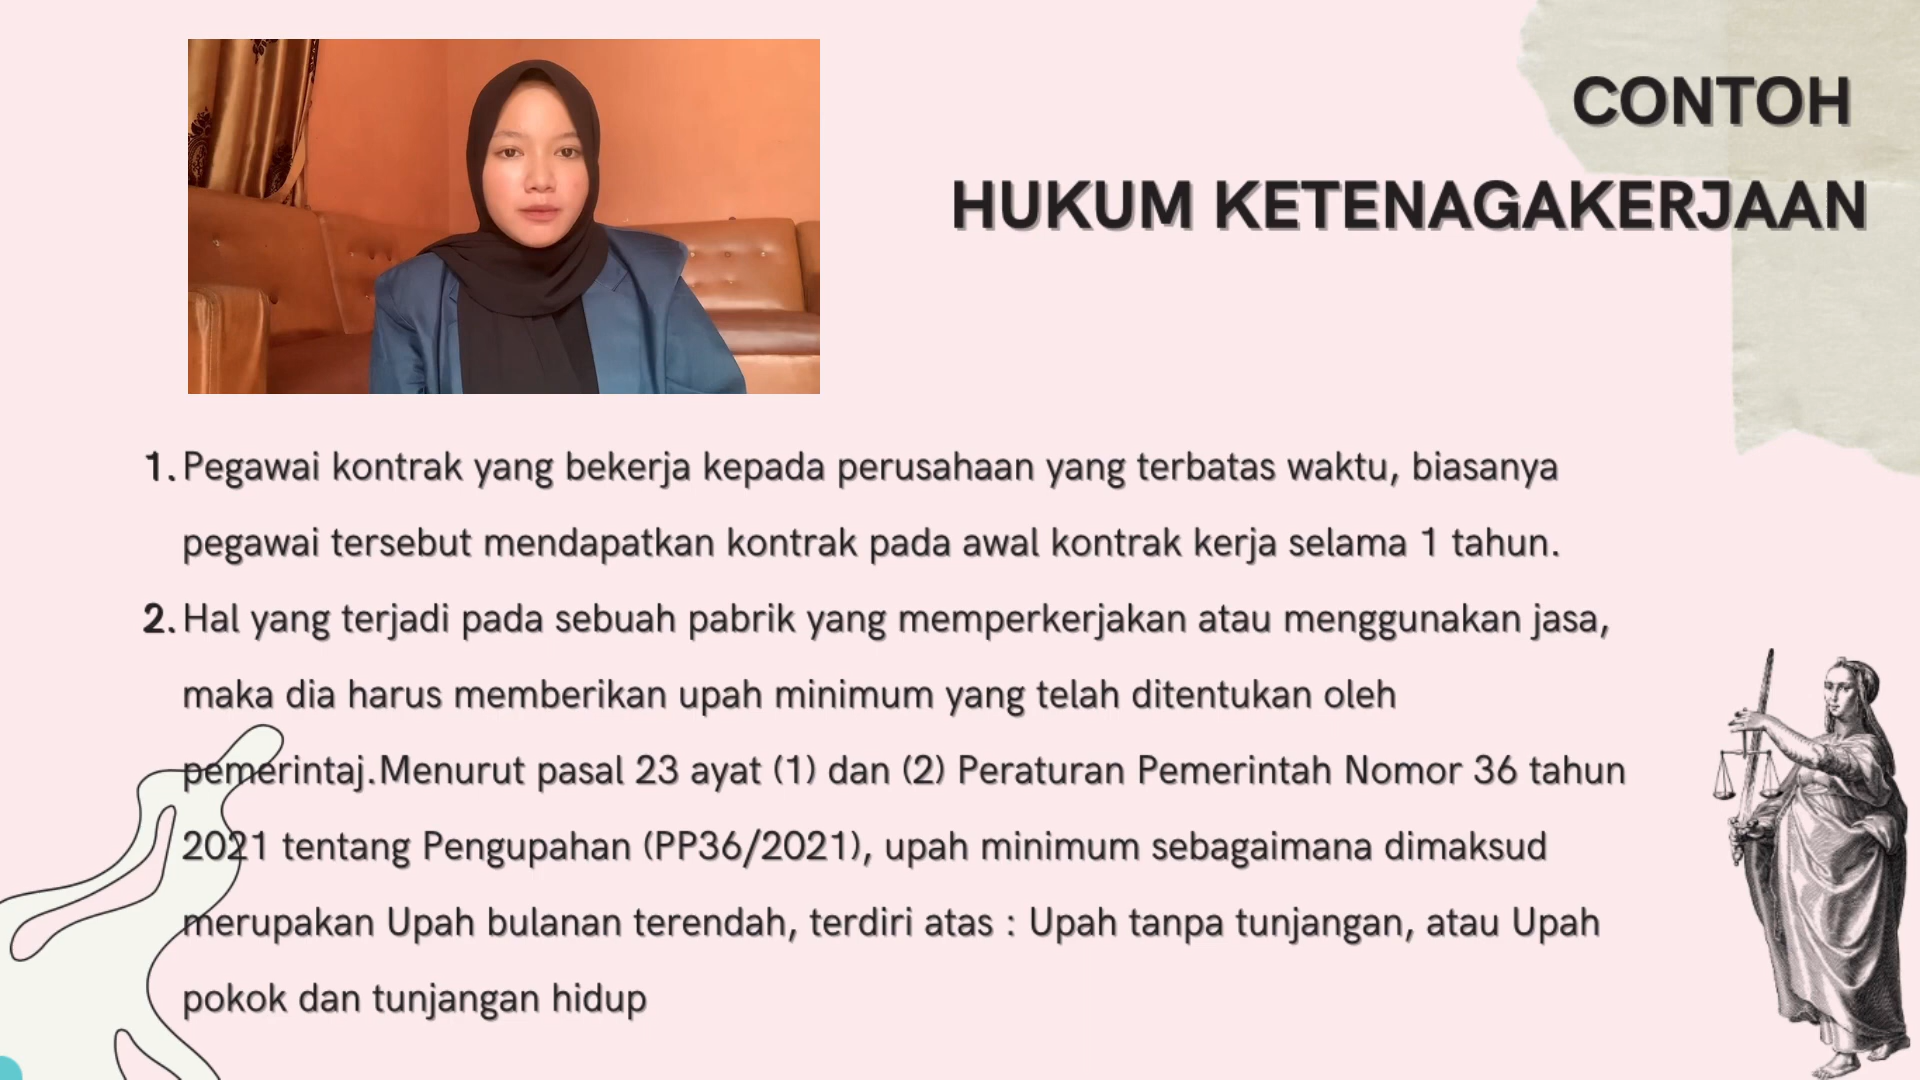 CONTOH
HUKUM KETENAGAKERJAAN
1. Pegawai kontrak yang bekerja kepada perusahaan yang terbatas waktu, biasanya
pegawai tersebut mendapatkan kontrak pada awal kontrak kerja selama 1 tahun.
2. Hal yang terjadi pada sebuah pabrik yang memperkerjakan atau menggunakan jasa,
maka dia harus memberikan upah minimum yang telah ditentukan oleh
pemerintaj.Menurut pasal 23 ayat (1) dan (2) Peraturan Pemerintah Nomor 36 tahun
2021 tentang Pengupahan (PP36/2021), upah minimum sebagaimana dimaksud
merupakan Upah bulanan terendah, terdiri atas : Upah tanpa tunjangan, atau Upah
pokok dan tunjangan hidup